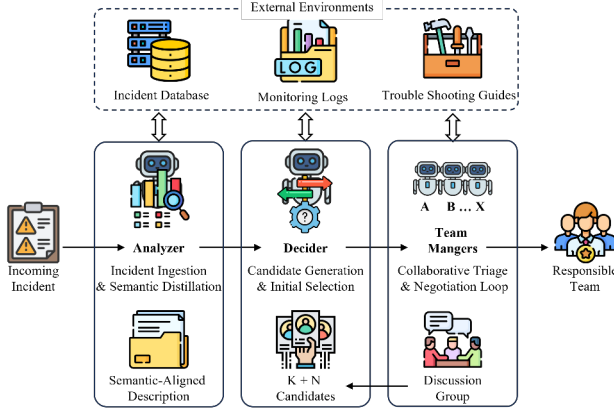 External Environments
LOG
Incident Database
Monitoring Logs
Trouble Shooting Guides
?
A B ... X
Analyzer
Decider
Team
Mangers
Incoming
Incident
Incident Ingestion
& Semantic Distillation
Candidate Generation
& Initial Selection
Collaborative Triage
& Negotiation Loop
Responsible
Team
Semantic-Aligned
Description
K + N
Candidates
Discussion
Group